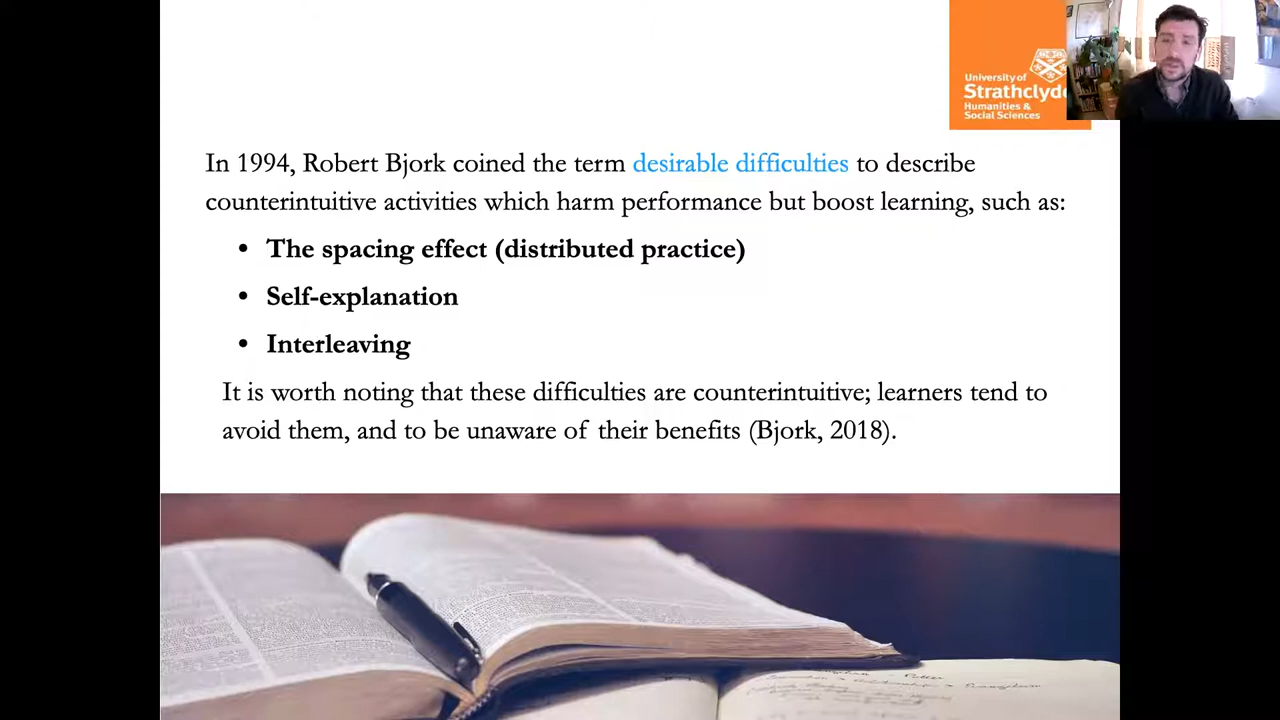 University of
Strathclyde
Humanities &
Social Sciences
In 1994, Robert Bjork coined the term desirable difficulties to describe
counterintuitive activities which harm performance but boost learning, such as:
• The spacing effect (distributed practice)
• Self-explanation
• Interleaving
It is worth noting that these difficulties are counterintuitive; learners tend to
avoid them, and to be unaware of their benefits (Bjork, 2018).